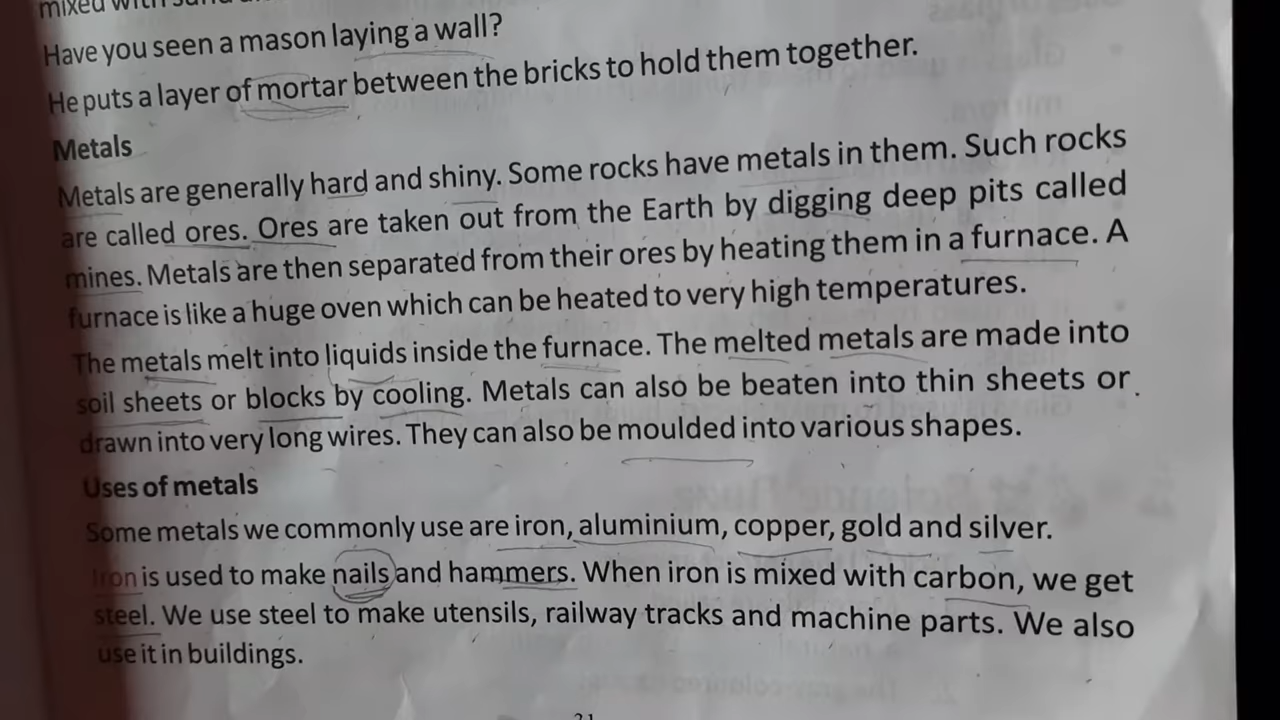 mixed with sand
Have you seen a mason laying a wall?
He puts a layer of mortar between the bricks to hold them together.
Metals
Metals are generally hard and shiny. Some rocks have metals in them. Such rocks
are called ores. Ores are taken out from the Earth by digging deep pits called
mines. Metals are then separated from their ores by heating them in a furnace. A
furnace is like a huge oven which can be heated to very high temperatures.
The metals melt into liquids inside the furnace. The melted metals are made into
soil sheets or blocks by cooling. Metals can also be beaten into thin sheets or
drawn into very long wires. They can also be moulded into various shapes.
Uses of metals
Some metals we commonly use are iron, aluminium, copper, gold and silver.
Iron is used to make nails and hammers. When iron is mixed with carbon, we get
steel. We use steel to make utensils, railway tracks and machine parts. We also
use it in buildings.